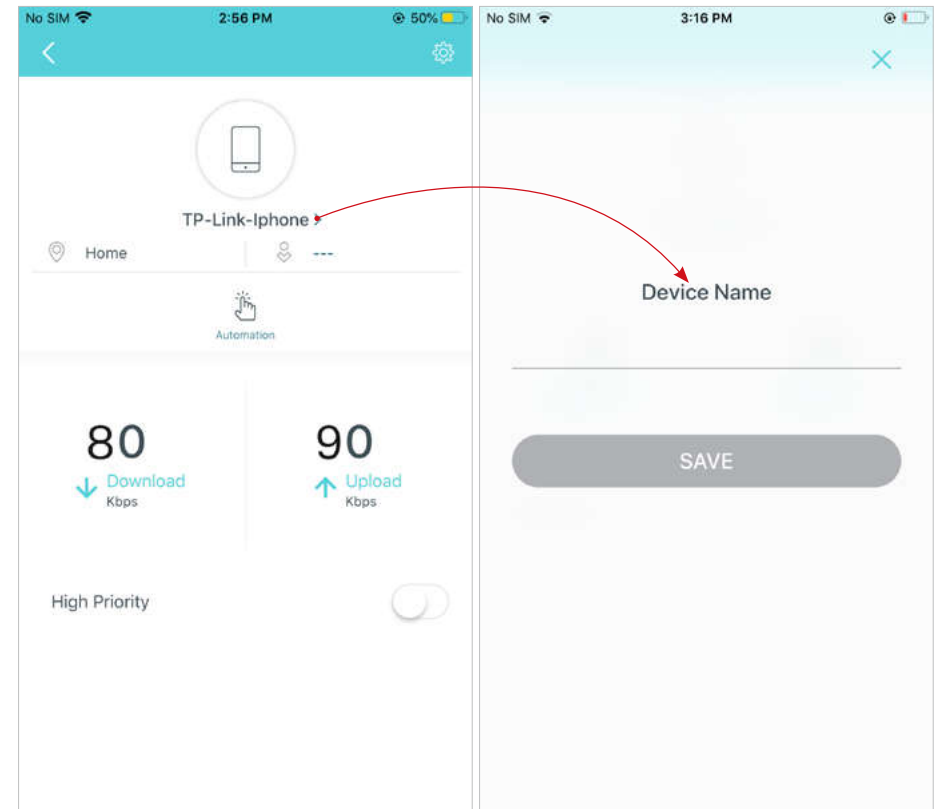 No SIM 2:56 PM 50%
TP-Link-Iphone
Home ---
Automation
80 90
Download Upload
Kbps Kbps
High Priority
No SIM 3:16 PM
Device Name
SAVE